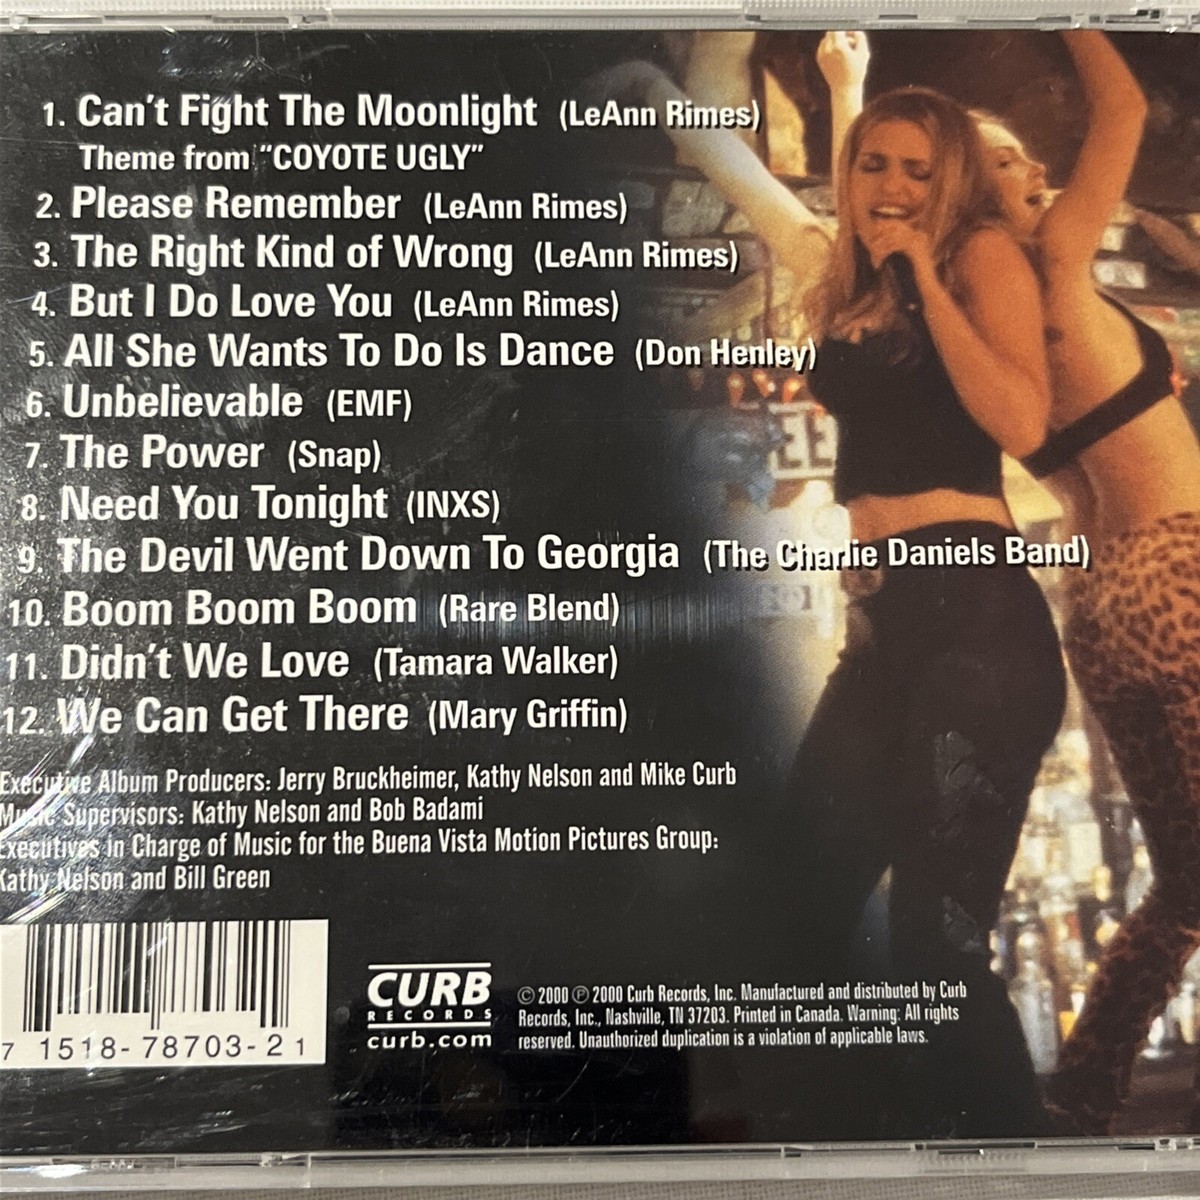 1. Can't Fight The Moonlight (LeAnn Rimes)
Theme from "COYOTE UGLY"
2. Please Remember (LeAnn Rimes)
3. The Right Kind of Wrong (LeAnn Rimes)
4. But I Do Love You (LeAnn Rimes)
5. All She Wants To Do Is Dance (Don Henley)
6. Unbelievable (EMF)
7. The Power (Snap)
8. Need You Tonight (INXS)
9. The Devil Went Down To Georgia (The Charlie Daniels Band)
10. Boom Boom Boom (Rare Blend)
11. Didn't We Love (Tamara Walker)
12. We Can Get There (Mary Griffin)
Executive Album Producers: Jerry Bruckheimer, Kathy Nelson and Mike Curb
Music Supervisors: Kathy Nelson and Bob Badami
Executives In Charge of Music for the Buena Vista Motion Pictures Group:
Kathy Nelson and Bill Green
7 1518-78703-2 1
CURB
RECORDS
curb.com
© 2000 ℗ 2000 Curb Records, Inc. Manufactured and distributed by Curb
Records, Inc., Nashville, TN 37203. Printed in Canada. Warning: All rights
reserved. Unauthorized duplication is a violation of applicable laws.